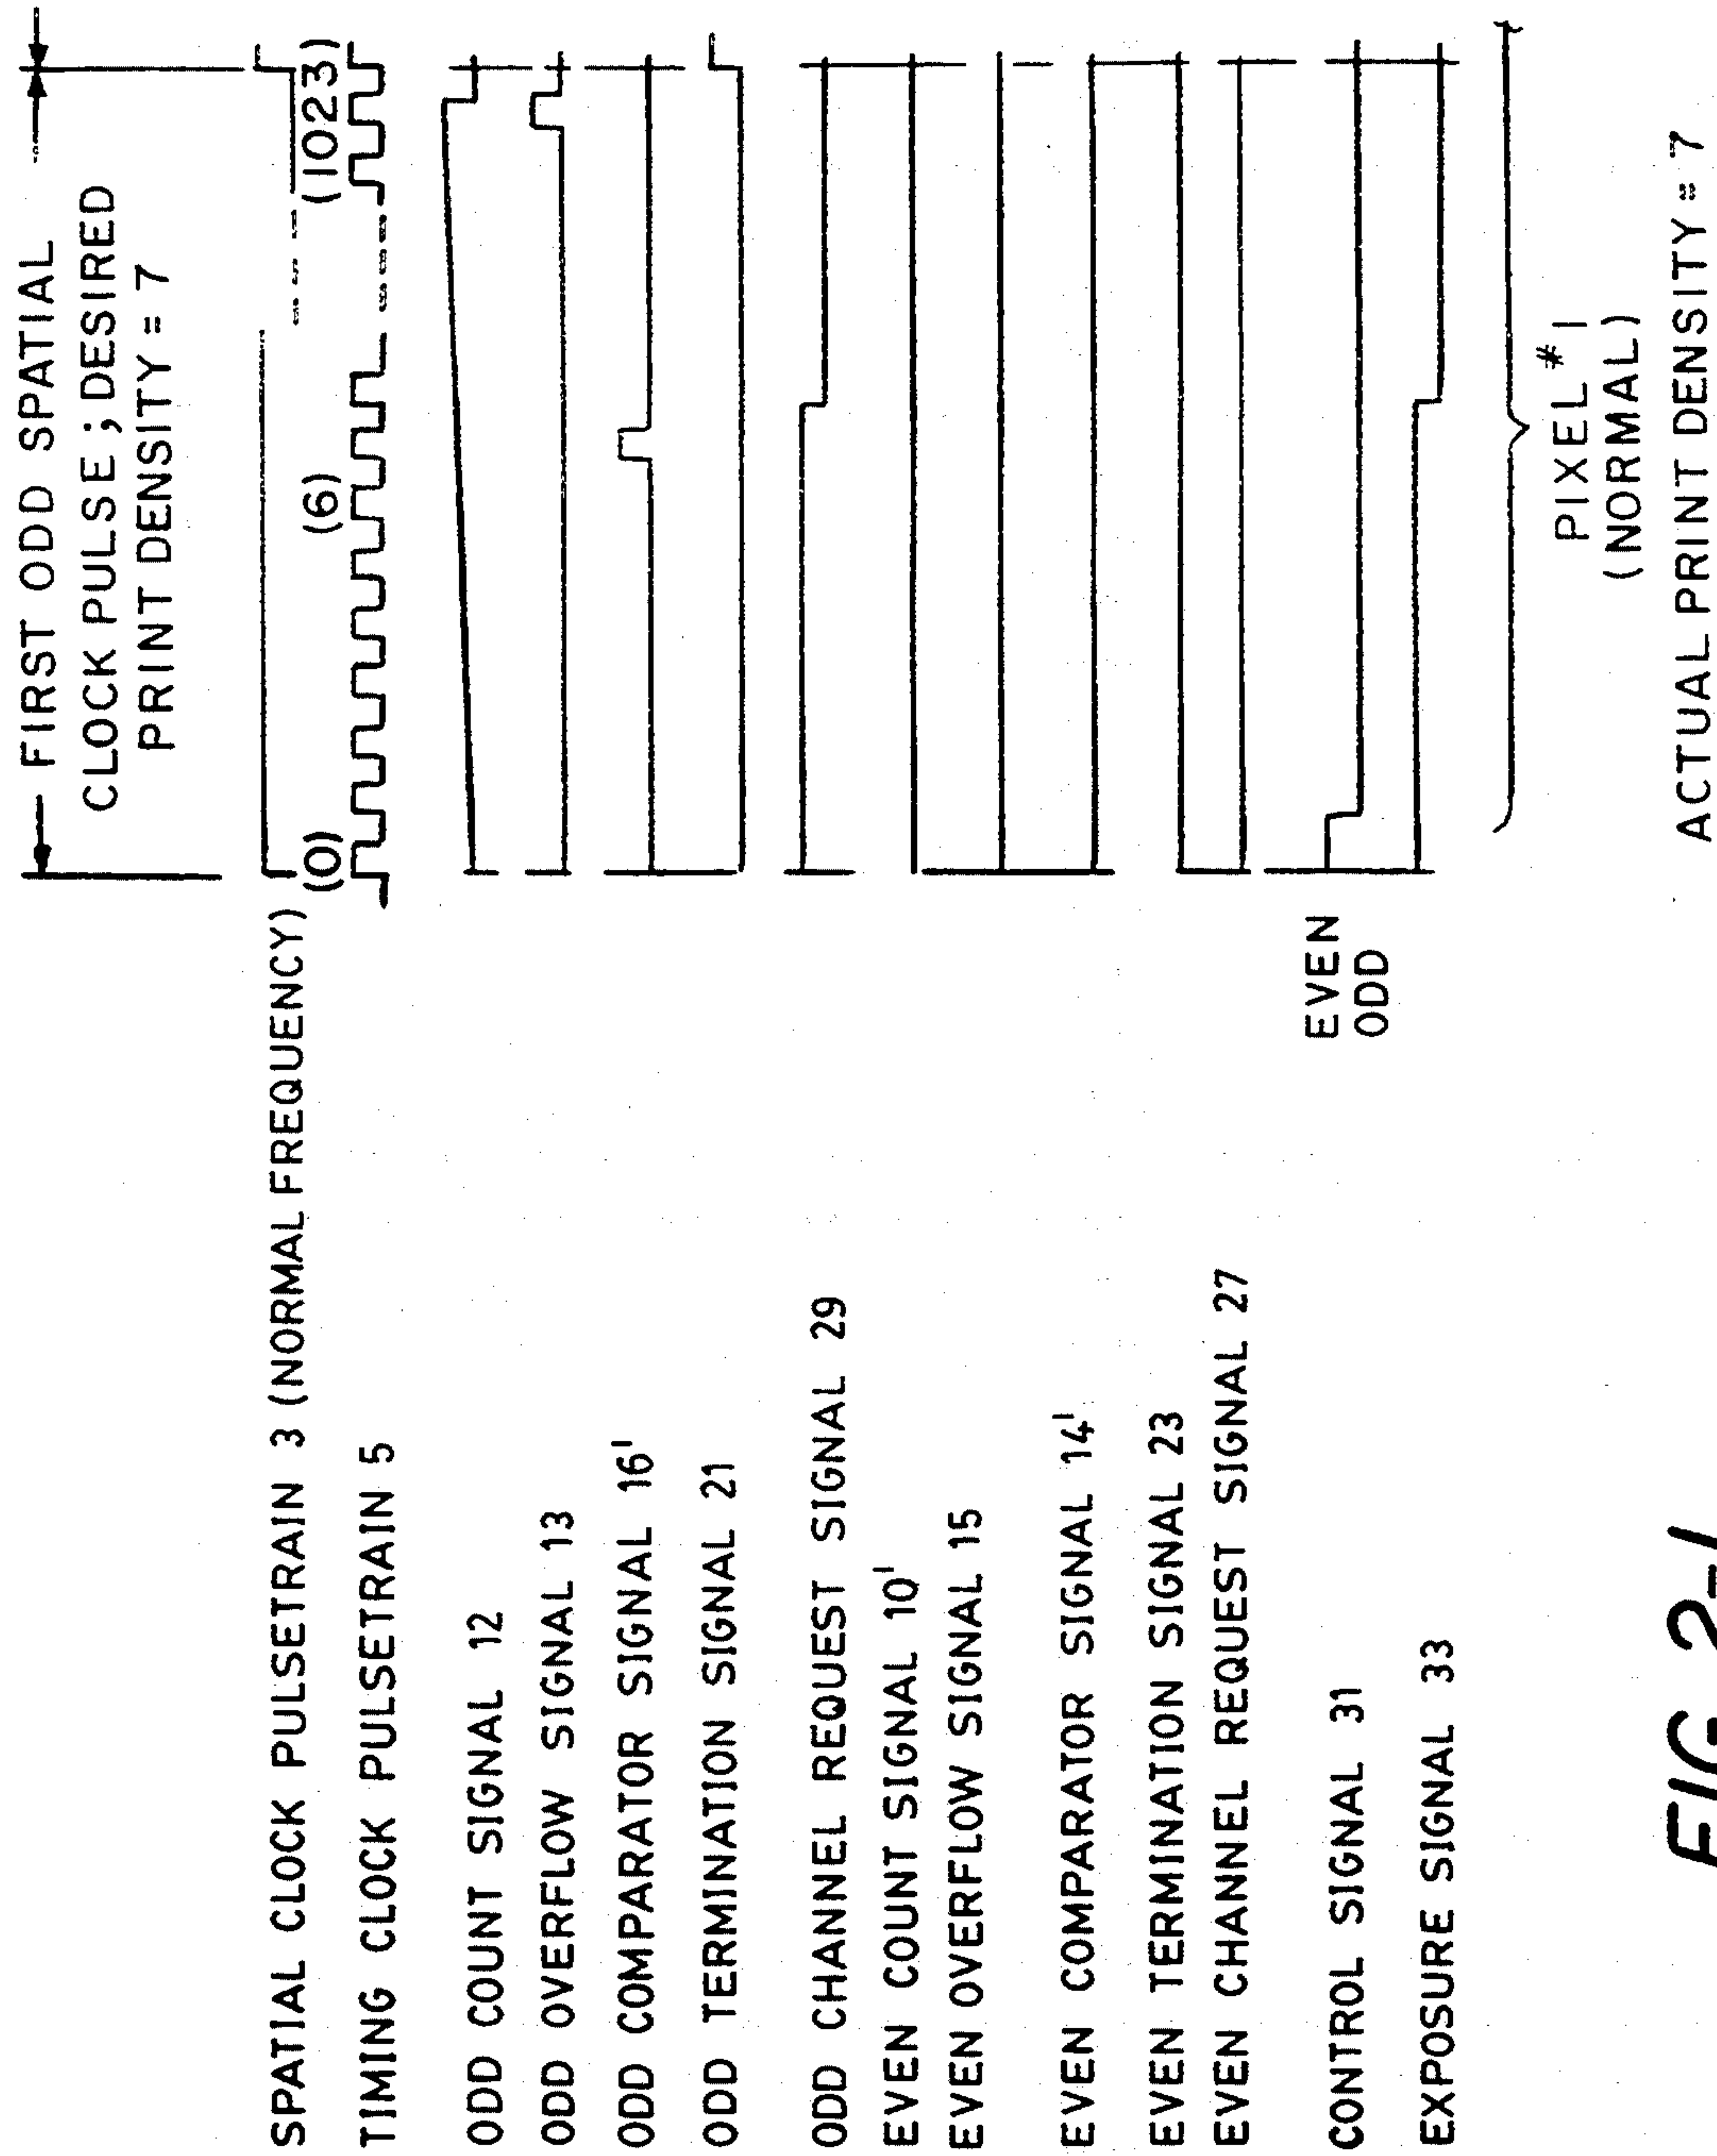 FIRST ODD SPATIAL
CLOCK PULSE; DESIRED
PRINT DENSITY = 7
SPATIAL CLOCK PULSETRAIN 3 (NORMAL FREQUENCY)
(0)
(6)
(1023)
TIMING CLOCK PULSETRAIN 5
ODD COUNT SIGNAL 12
ODD OVERFLOW SIGNAL 13
ODD COMPARATOR SIGNAL 16'
ODD TERMINATION SIGNAL 21
ODD CHANNEL REQUEST SIGNAL 29
EVEN COUNT SIGNAL 10'
EVEN OVERFLOW SIGNAL 15
EVEN COMPARATOR SIGNAL 14'
EVEN TERMINATION SIGNAL 23
EVEN CHANNEL REQUEST SIGNAL 27
EVEN
ODD
CONTROL SIGNAL 31
EXPOSURE SIGNAL 33
PIXEL #1
(NORMAL)
ACTUAL PRINT DENSITY = 7
FIG. 2-1